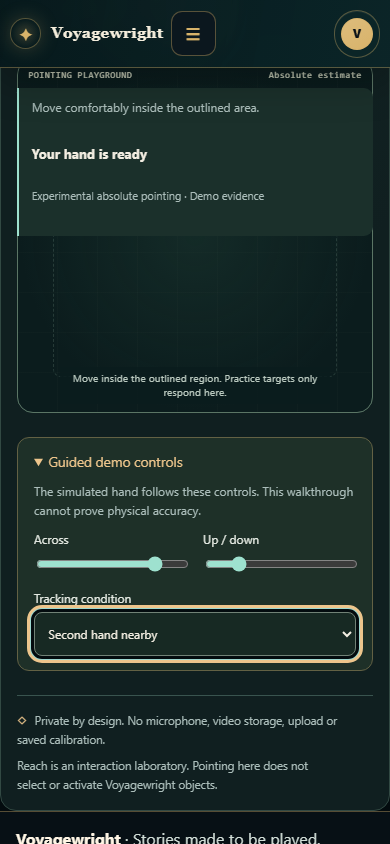 Voyagewright
V
POINTING PLAYGROUND
Absolute estimate
Move comfortably inside the outlined area.
Your hand is ready
Experimental absolute pointing · Demo evidence
Move inside the outlined region. Practice targets only
respond here.
Guided demo controls
The simulated hand follows these controls. This walkthrough
cannot prove physical accuracy.
Across
Up / down
Tracking condition
Second hand nearby
Private by design. No microphone, video storage, upload or
saved calibration.
Reach is an interaction laboratory. Pointing here does not
select or activate Voyagewright objects.
Voyagewright · Stories made to be played.